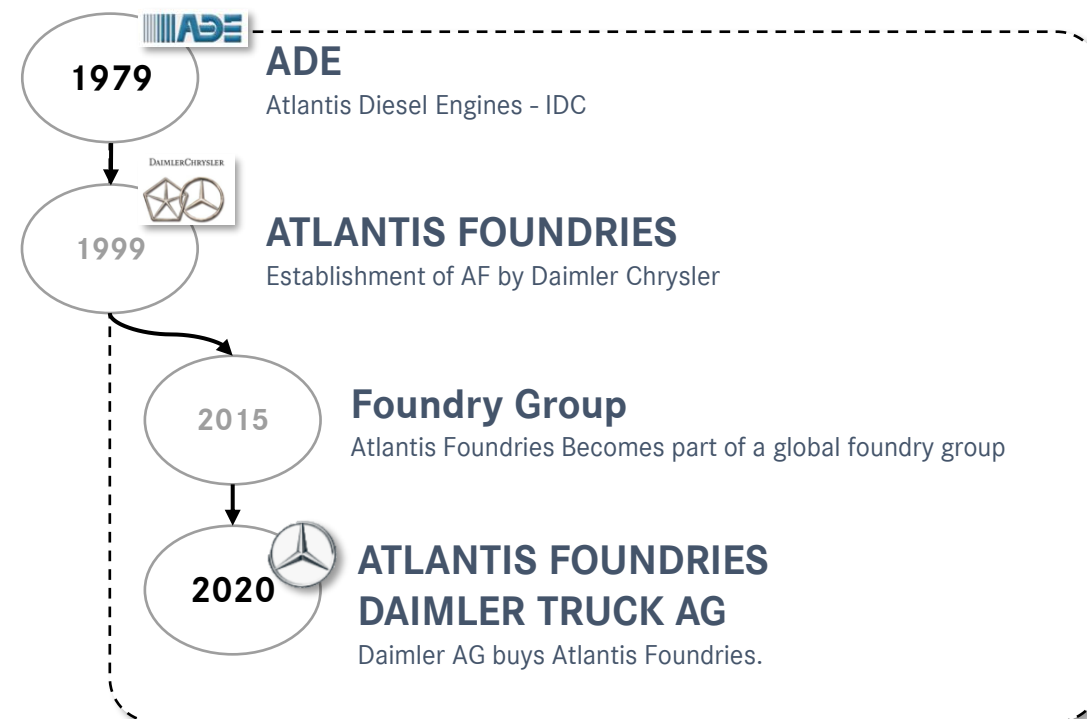 ADE
1979
ADE
Atlantis Diesel Engines - IDC
DAIMLERCHRYSLER
1999
ATLANTIS FOUNDRIES
Establishment of AF by Daimler Chrysler
2015
Foundry Group
Atlantis Foundries Becomes part of a global foundry group
2020
ATLANTIS FOUNDRIES
DAIMLER TRUCK AG
Daimler AG buys Atlantis Foundries.